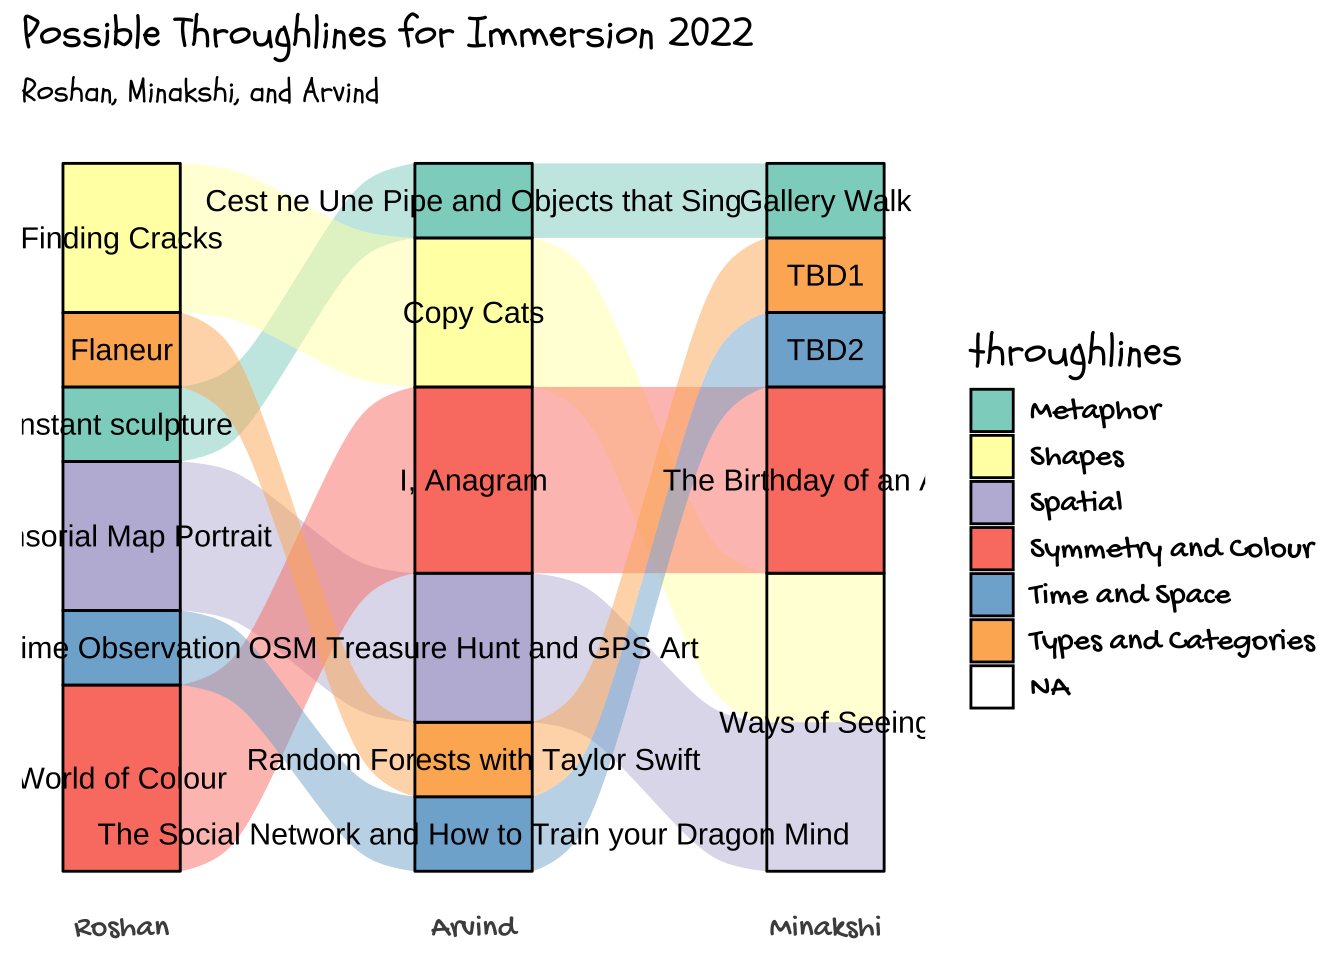 Possible Throughlines for Immersion 2022
Roshan, Minakshi, and Arvind
Finding Cracks
Flaneur
nstant sculpture
nsorial Map Portrait
ime Observation
World of Colour
Cest ne Une Pipe and Objects that Sing
Copy Cats
I, Anagram
OSM Treasure Hunt and GPS Art
Random Forests with Taylor Swift
The Social Network and How to Train your Dragon Mind
Gallery Walk
TBD1
TBD2
The Birthday of an
Ways of Seeing
Roshan
Arvind
Minakshi
throughlines
Metaphor
Shapes
Spatial
Symmetry and Colour
Time and Space
Types and Categories
NA